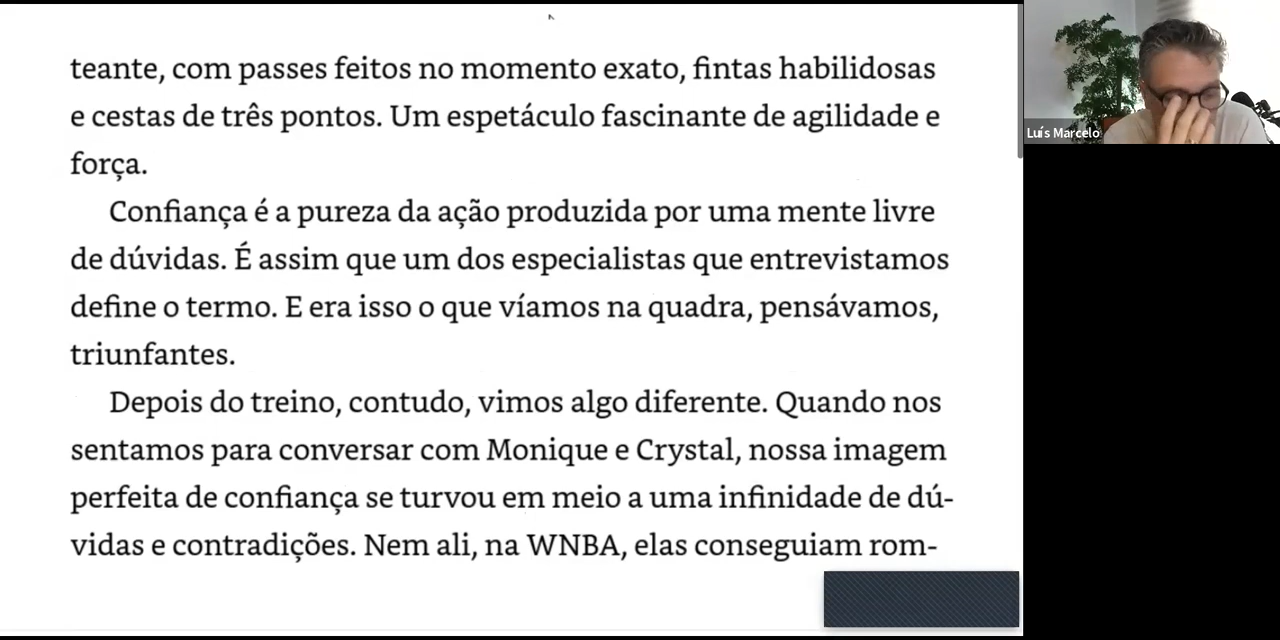 teante, com passes feitos no momento exato, fintas habilidosas
e cestas de três pontos. Um espetáculo fascinante de agilidade e
força.
Confiança é a pureza da ação produzida por uma mente livre
de dúvidas. É assim que um dos especialistas que entrevistamos
define o termo. E era isso o que víamos na quadra, pensávamos,
triunfantes.
Depois do treino, contudo, vimos algo diferente. Quando nos
sentamos para conversar com Monique e Crystal, nossa imagem
perfeita de confiança se turvou em meio a uma infinidade de dú-
vidas e contradições. Nem ali, na WNBA, elas conseguiam rom-
Luís Marcelo